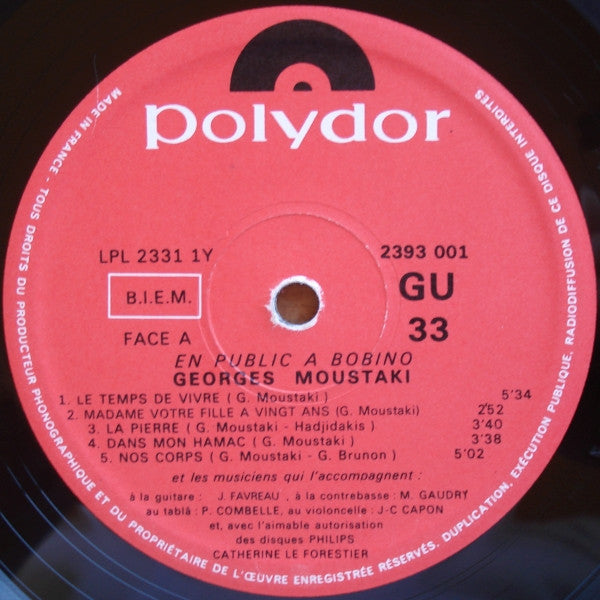 polydor
LPL 2331 1Y
2393 001
B.I.E.M.
GU
FACE A
33
EN PUBLIC A BOBINO
GEORGES MOUSTAKI
1. LE TEMPS DE VIVRE ( G. Moustaki ) 5'34
2. MADAME VOTRE FILLE A VINGT ANS (G. Moustaki) 2'52
3. LA PIERRE ( G. Moustaki - Hadjidakis ) 3'40
4. DANS MON HAMAC ( G. Moustaki ) 3'38
5. NOS CORPS ( G. Moustaki - G. Brunon ) 5'02
et les musiciens qui l'accompagnent :
à la guitare : J. FAVREAU , à la contrebasse : M. GAUDRY
au tablâ : P. COMBELLE, au violoncelle : J-C CAPON
et, avec l'aimable autorisation
des disques PHILIPS
CATHERINE LE FORESTIER
MADE IN FRANCE - TOUS DROITS DU PRODUCTEUR PHONOGRAPHIQUE ET DU PROPRIÉTAIRE DE L'ŒUVRE ENREGISTRÉE RÉSERVÉS. DUPLICATION, EXÉCUTION PUBLIQUE, RADIODIFFUSION DE CE DISQUE INTERDITES